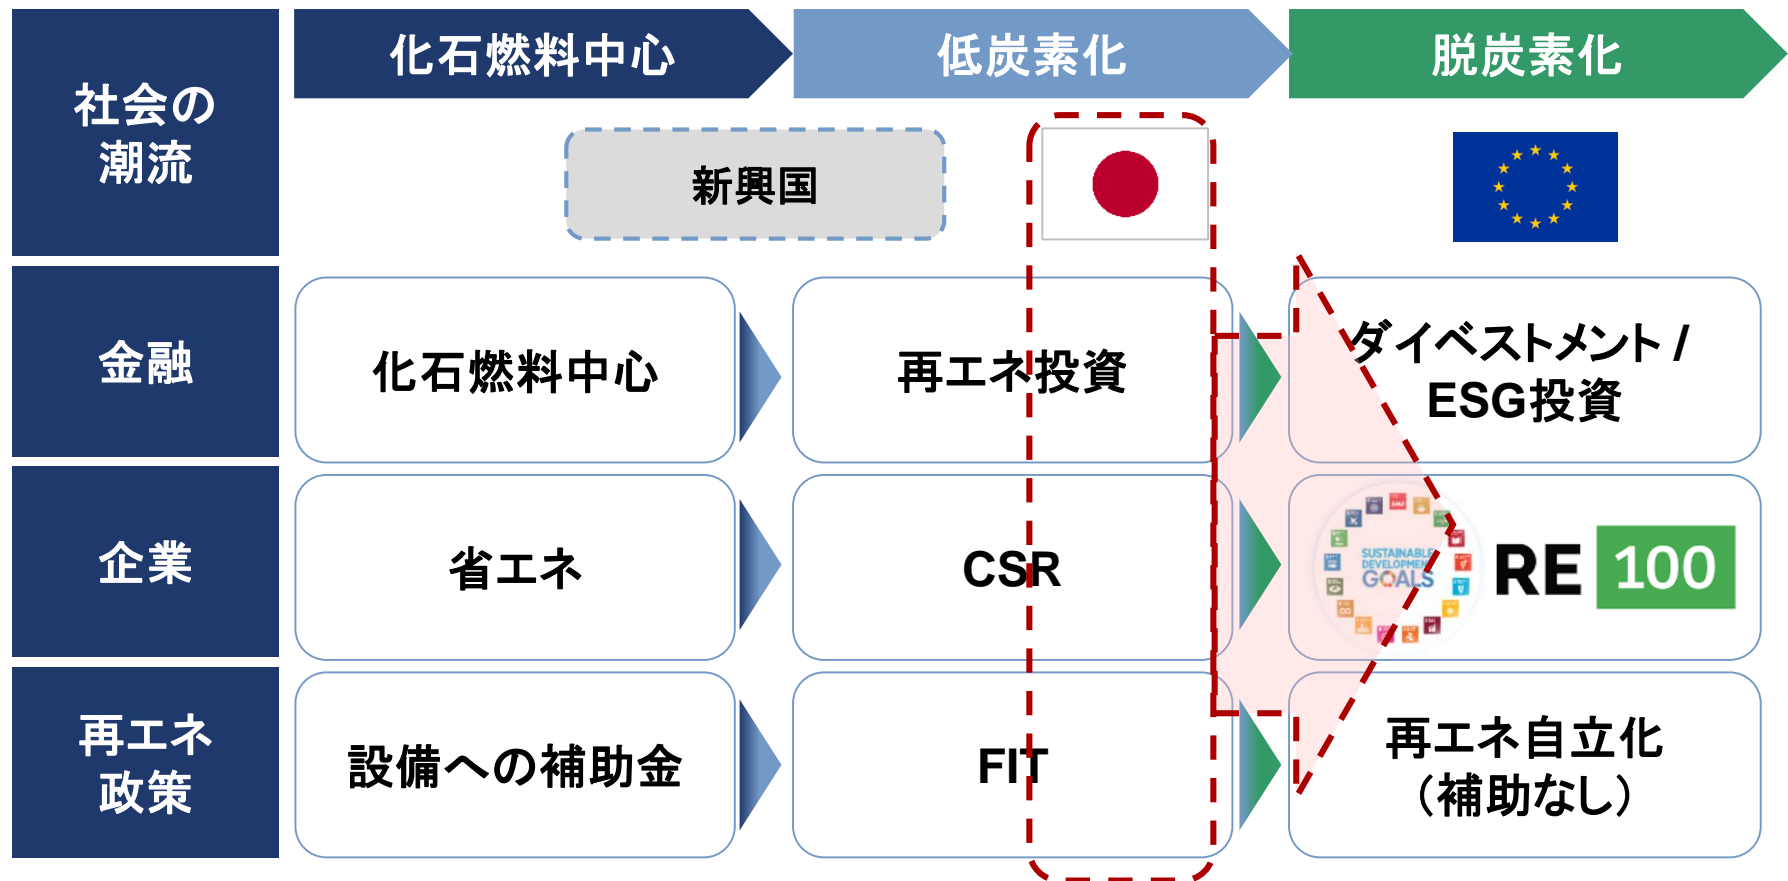 社会の
潮流
化石燃料中心
低炭素化
脱炭素化
新興国
金融
化石燃料中心
再エネ投資
ダイベストメント /
ESG投資
企業
省エネ
CSR
SUSTAINABLE
DEVELOPMENT
GOALS
RE 100
再エネ
政策
設備への補助金
FIT
再エネ自立化
（補助なし）